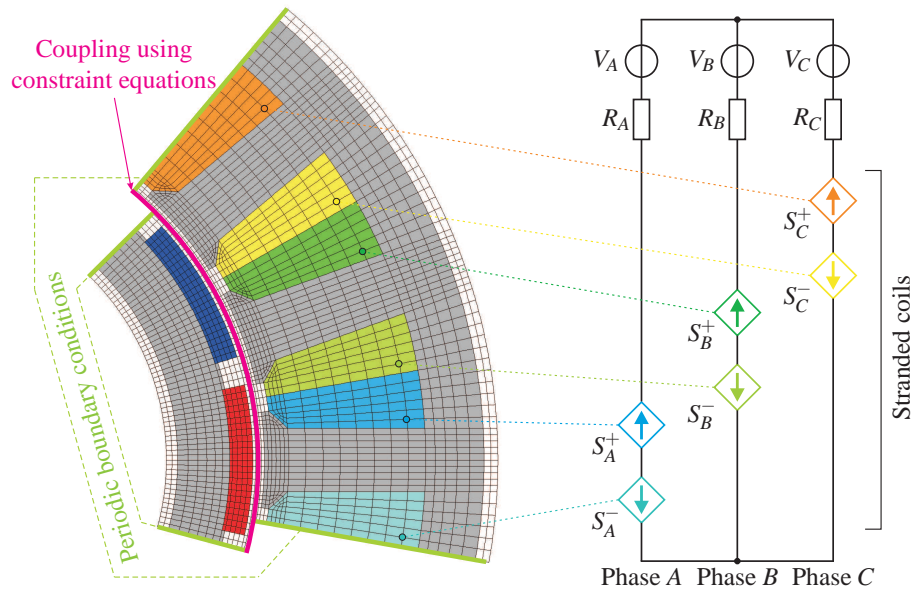 Coupling using
constraint equations
Periodic boundary conditions
V_A
V_B
V_C
R_A
R_B
R_C
S_C^+
S_C^-
S_B^+
S_B^-
S_A^+
S_A^-
Stranded coils
Phase A Phase B Phase C